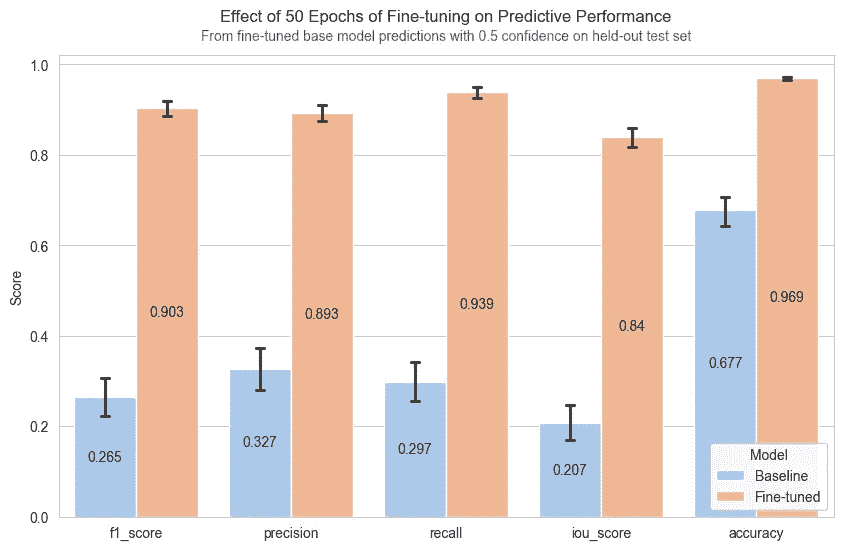 Effect of 50 Epochs of Fine-tuning on Predictive Performance
From fine-tuned base model predictions with 0.5 confidence on held-out test set
Score
1.0
0.8
0.6
0.4
0.2
0.0
0.265
0.903
0.327
0.893
0.297
0.939
0.207
0.84
0.677
0.969
f1_score
precision
recall
iou_score
accuracy
Model
Baseline
Fine-tuned